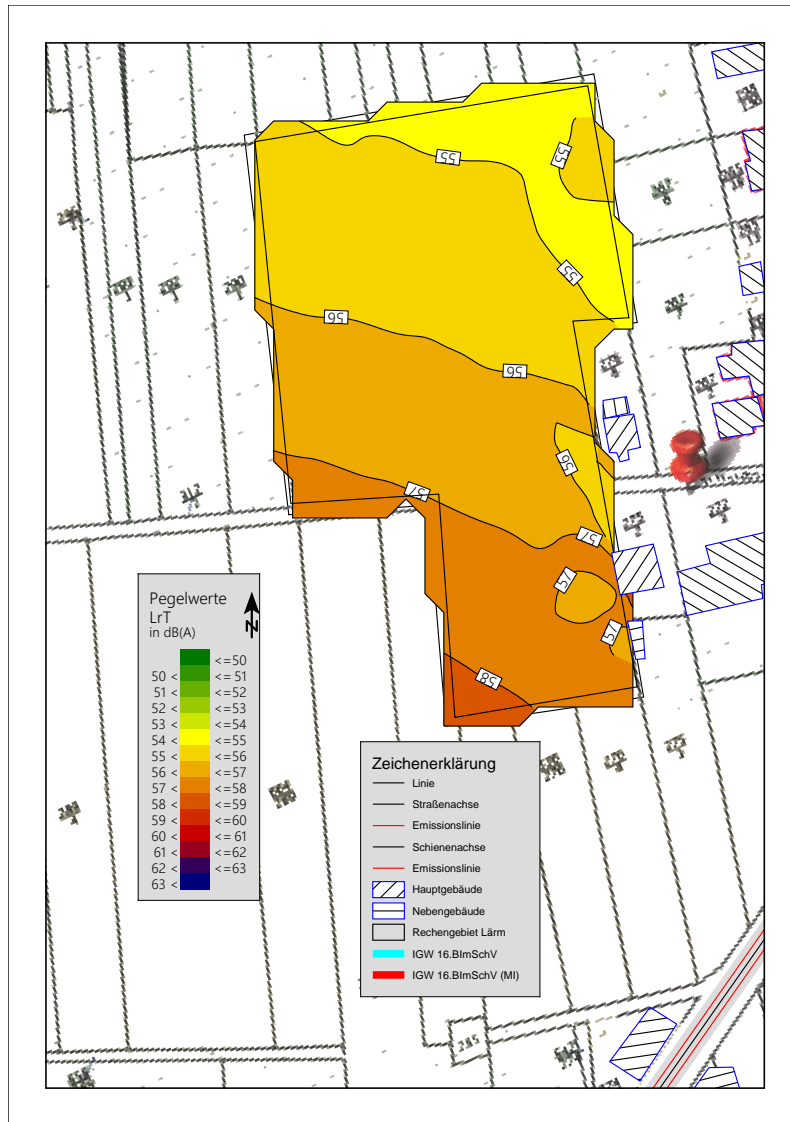 55
55
55
56
56
56
57
57
57
57
58
Pegelwerte
LrT
in dB(A)
N
<=50
50 < <= 51
51 < <=52
52 < <=53
53 < <=54
54 < <=55
55 < <=56
56 < <=57
57 < <=58
58 < <=59
59 < <=60
60 < <= 61
61 < <=62
62 < <=63
63 <
Zeichenerklärung
Linie
Straßenachse
Emissionslinie
Schienenachse
Emissionslinie
Hauptgebäude
Nebengebäude
Rechengebiet Lärm
IGW 16.BImSchV
IGW 16.BImSchV (MI)